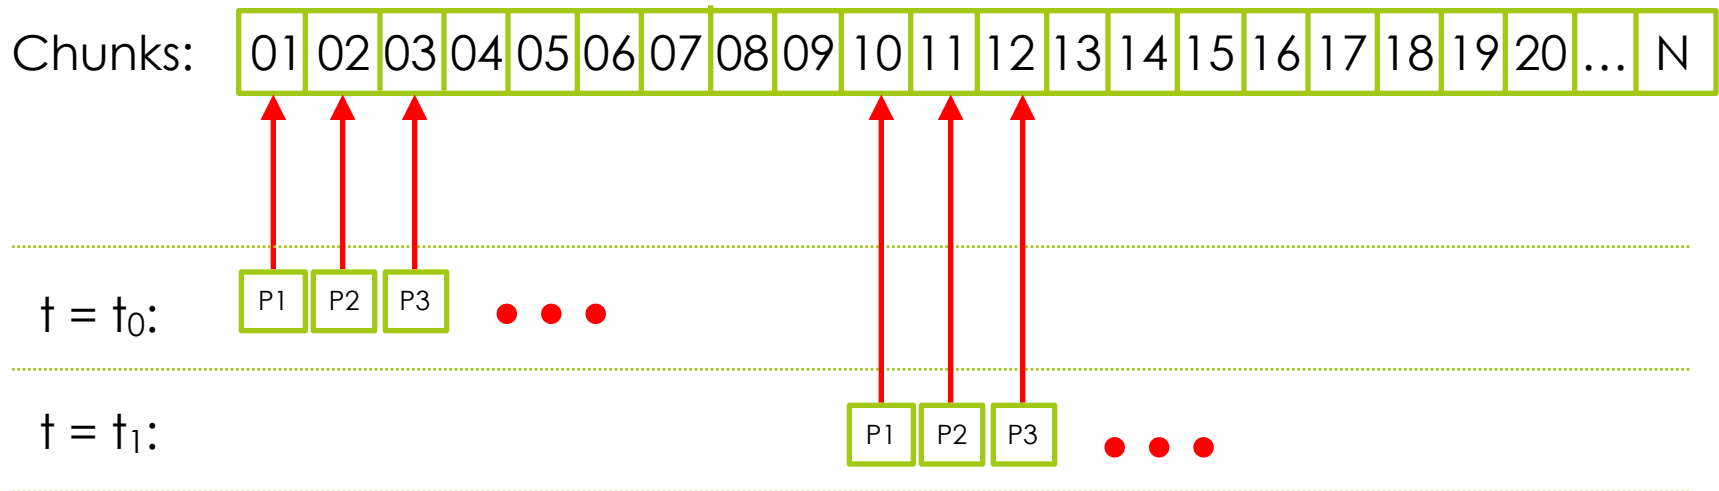 Chunks: 01 02 03 04 05 06 07 08 09 10 11 12 13 14 15 16 17 18 19 20 ... N
t = t₀: P1 P2 P3
t = t₁: P1 P2 P3